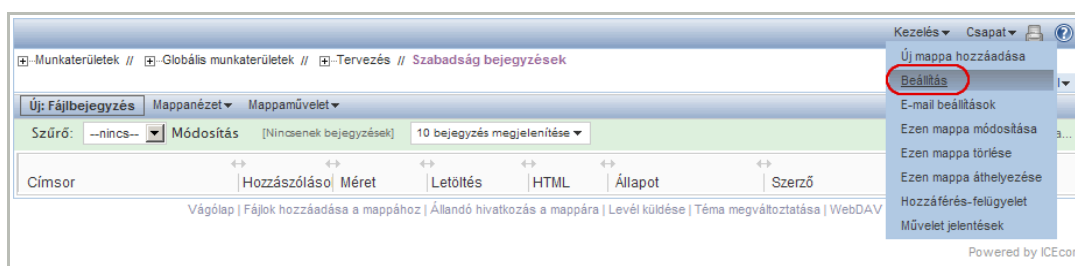 Kezelés Csapat
Munkaterületek // Globális munkaterületek // Tervezés // Szabadság bejegyzések
Új mappa hozzáadása
Beállítás
E-mail beállítások
Ezen mappa módosítása
Ezen mappa törlése
Ezen mappa áthelyezése
Hozzáférés-felügyelet
Művelet jelentések
Új: Fájlbejegyzés Mappanézet Mappaművelet
Szűrő: --nincs-- Módosítás [Nincsenek bejegyzések] 10 bejegyzés megjelenítése
Címsor Hozzászóláso Méret Letöltés HTML Állapot Szerző
Vágólap | Fájlok hozzáadása a mappához | Állandó hivatkozás a mappára | Levél küldése | Téma megváltoztatása | WebDAV
Powered by ICEcor